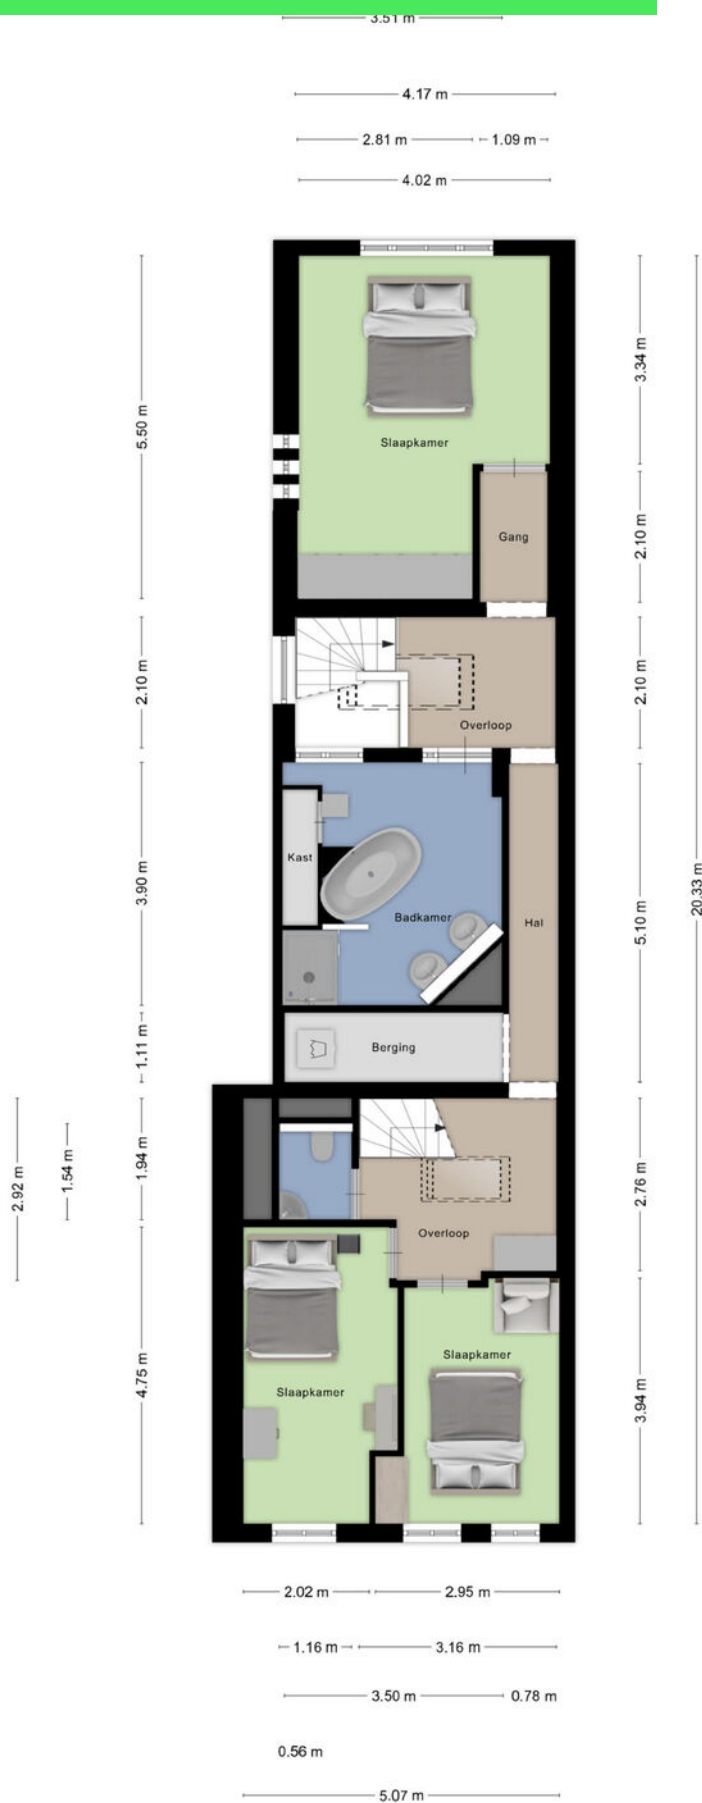 3.51 m
4.17 m
2.81 m
1.09 m
4.02 m
5.50 m
3.34 m
Slaapkamer
Gang
2.10 m
2.10 m
2.10 m
Overloop
3.90 m
Kast
Badkamer
Hal
5.10 m
20.33 m
1.11 m
Berging
2.92 m
1.54 m
1.94 m
2.76 m
Overloop
4.75 m
Slaapkamer
Slaapkamer
3.94 m
2.02 m
2.95 m
1.16 m
3.16 m
3.50 m
0.78 m
0.56 m
5.07 m